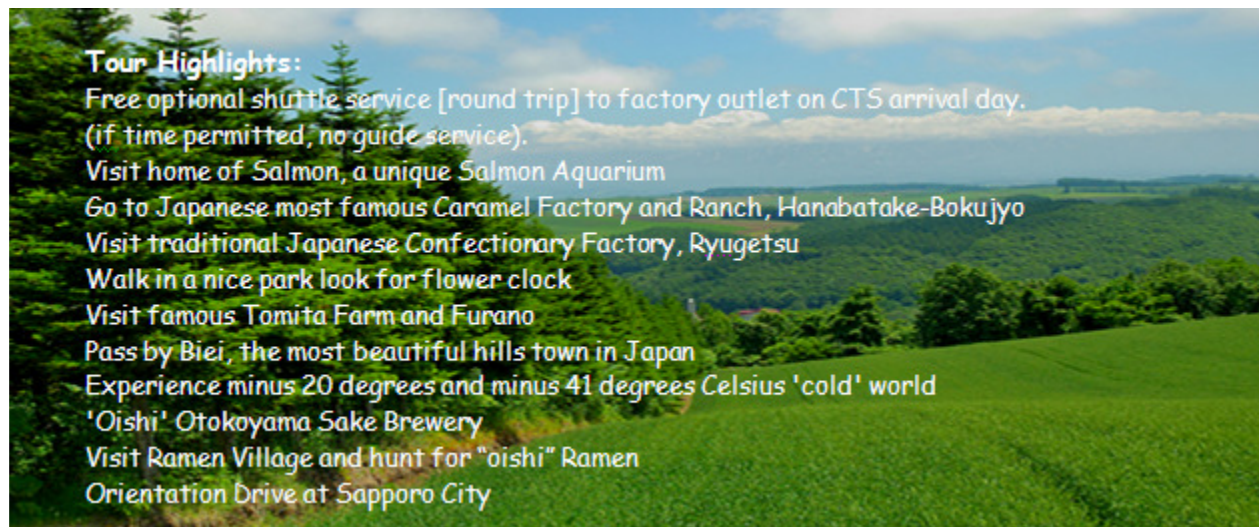 Tour Highlights:
Free optional shuttle service [round trip] to factory outlet on CTS arrival day.
(if time permitted, no guide service).
Visit home of Salmon, a unique Salmon Aquarium
Go to Japanese most famous Caramel Factory and Ranch, Hanabatake-Bokujyo
Visit traditional Japanese Confectionary Factory, Ryugetsu
Walk in a nice park look for flower clock
Visit famous Tomita Farm and Furano
Pass by Biei, the most beautiful hills town in Japan
Experience minus 20 degrees and minus 41 degrees Celsius 'cold' world
'Oishi' Otokoyama Sake Brewery
Visit Ramen Village and hunt for “oishi” Ramen
Orientation Drive at Sapporo City